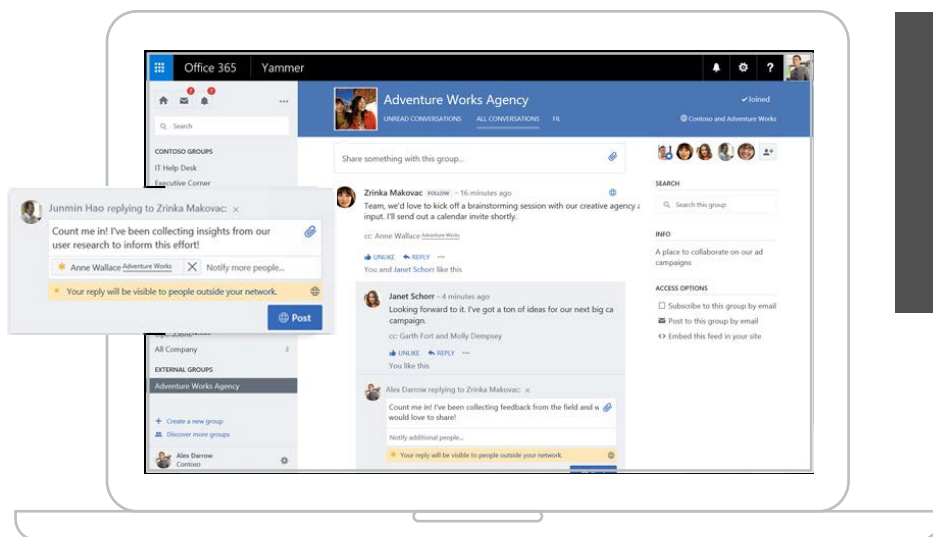 Office 365 Yammer
7 7
Search
CONTOSO GROUPS
IT Help Desk
Executive Corner
All Company 3
EXTERNAL GROUPS
Adventure Works Agency
Create a new group
Discover more groups
Alex Darrow
Contoso
Junmin Hao replying to Zrinka Makovac: ×
Count me in! I've been collecting insights from our
user research to inform this effort!
Anne Wallace Adventure Works Notify more people...
Your reply will be visible to people outside your network.
Post
Adventure Works Agency
UNREAD CONVERSATIONS ALL CONVERSATIONS FIL
Joined
Contoso and Adventure Works
Share something with this group...
Zrinka Makovac FOLLOW – 16 minutes ago
Team, we'd love to kick off a brainstorming session with our creative agency
input. I'll send out a calendar invite shortly.
cc: Anne Wallace Adventure Works
UNLIKE REPLY ...
You and Janet Schorr like this
Janet Schorr – 4 minutes ago
Looking forward to it. I've got a ton of ideas for our next big ca
campaign.
cc: Garth Fort and Molly Dempsey
UNLIKE REPLY ...
You like this
Alex Darrow replying to Zrinka Makovac: ×
Count me in! I've been collecting feedback from the field and w
would love to share!
Notify additional people...
Your reply will be visible to people outside your network.
SEARCH
Search this group
INFO
A place to collaborate on our ad
campaigns
ACCESS OPTIONS
Subscribe to this group by email
Post to this group by email
Embed this feed in your site